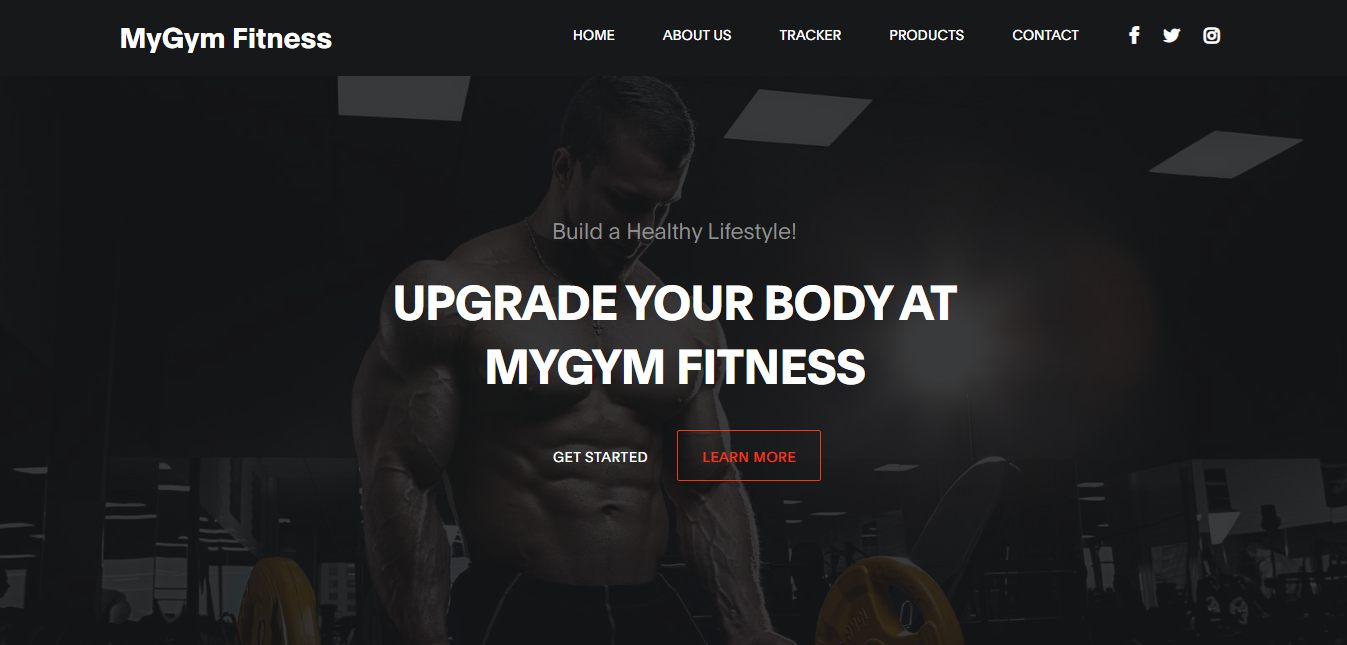 MyGym Fitness
HOME
ABOUT US
TRACKER
PRODUCTS
CONTACT
Build a Healthy Lifestyle!
UPGRADE YOUR BODY AT
MYGYM FITNESS
GET STARTED
LEARN MORE